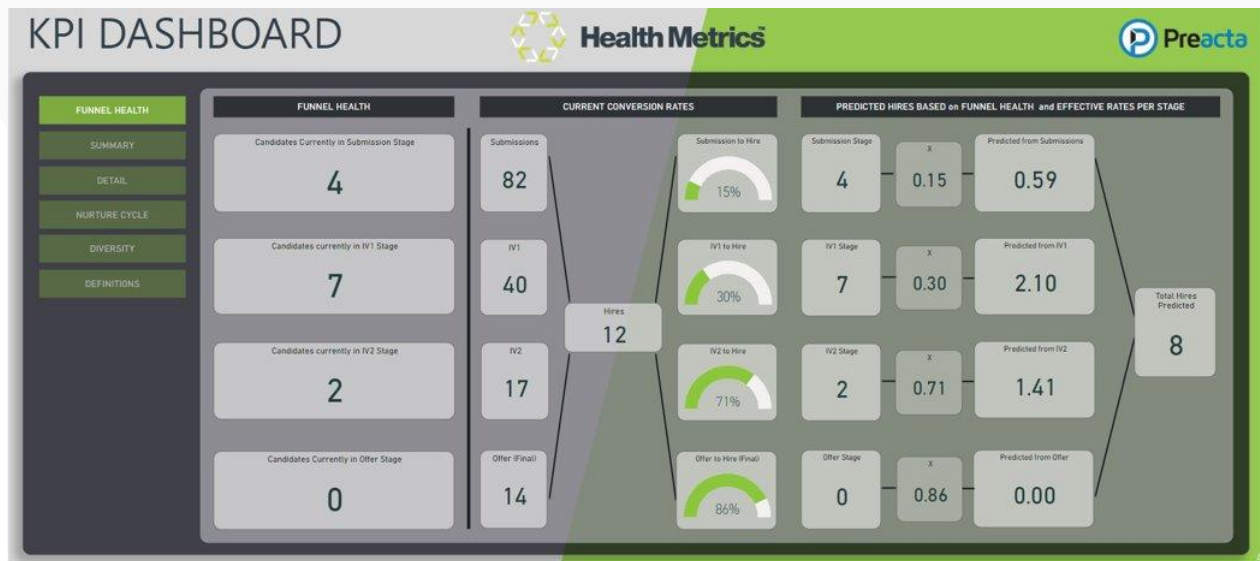 KPI DASHBOARD
Health Metrics
Preacta
FUNNEL HEALTH
SUMMARY
DETAIL
NURTURE CYCLE
DIVERSITY
DEFINITIONS
FUNNEL HEALTH
Candidates Currently in Submission Stage
4
Candidates currently in IV1 Stage
7
Candidates currently in IV2 Stage
2
Candidates Currently in Offer Stage
0
CURRENT CONVERSION RATES
Submissions
82
IV1
40
IV2
17
Offer (Final)
14
Hires
12
Submission to Hire
15%
IV1 to Hire
30%
IV2 to Hire
71%
Offer to Hire (Final)
86%
PREDICTED HIRES BASED on FUNNEL HEALTH and EFFECTIVE RATES PER STAGE
Submission Stage
4
X
0.15
Predicted from Submissions
0.59
IV1 Stage
7
X
0.30
Predicted from IV1
2.10
IV2 Stage
2
X
0.71
Predicted from IV2
1.41
Offer Stage
0
X
0.86
Predicted from Offer
0.00
Total Hires
Predicted
8